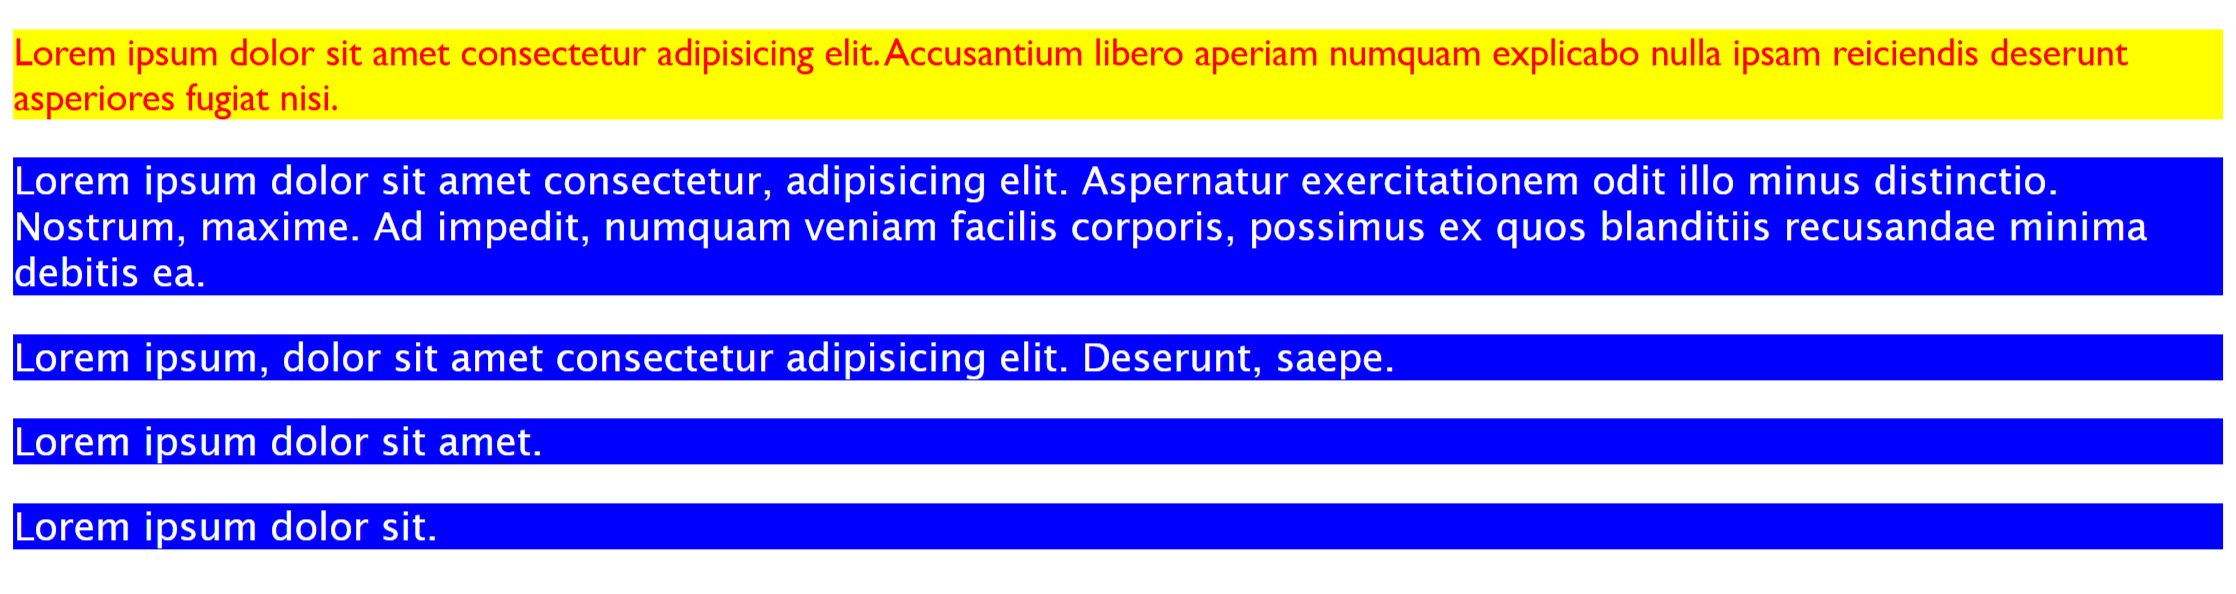 Lorem ipsum dolor sit amet consectetur adipisicing elit. Accusantium libero aperiam numquam explicabo nulla ipsam reiciendis deserunt
asperiores fugiat nisi.
Lorem ipsum dolor sit amet consectetur, adipisicing elit. Aspernatur exercitationem odit illo minus distinctio.
Nostrum, maxime. Ad impedit, numquam veniam facilis corporis, possimus ex quos blanditiis recusandae minima
debitis ea.
Lorem ipsum, dolor sit amet consectetur adipisicing elit. Deserunt, saepe.
Lorem ipsum dolor sit amet.
Lorem ipsum dolor sit.